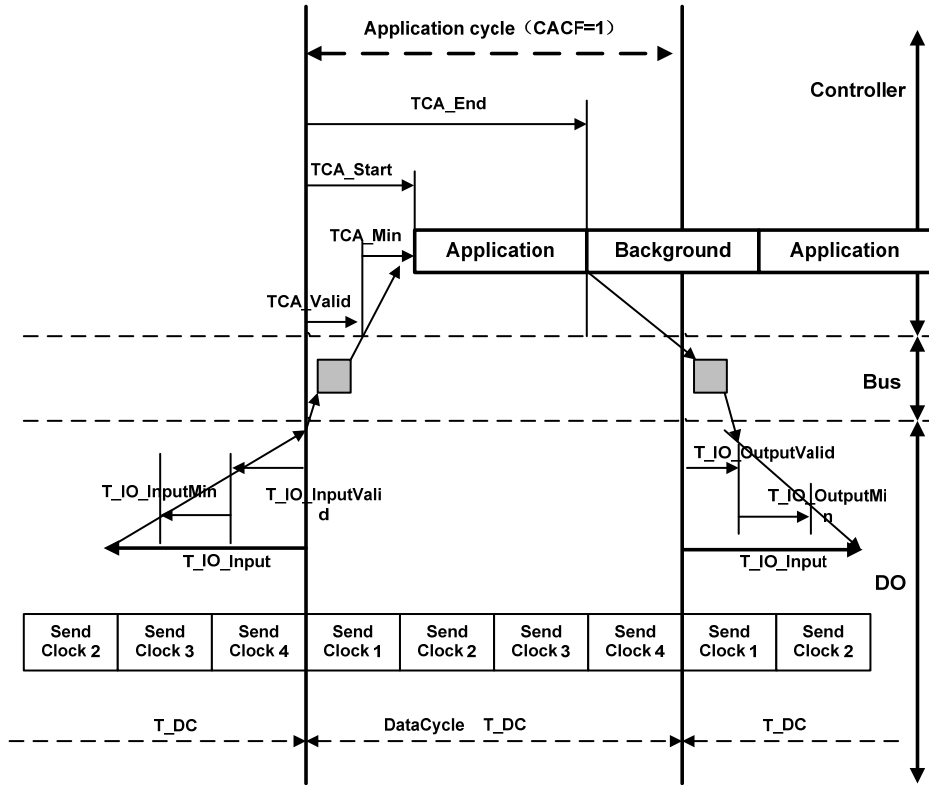 Application cycle（CACF=1）
Controller
TCA_End
TCA_Start
TCA_Min
Application
Background
Application
TCA_Valid
Bus
T_IO_OutputValid
T_IO_InputMin
T_IO_InputVali
d
T_IO_OutputMi
n
T_IO_Input
T_IO_Input
DO
Send
Clock 2
Send
Clock 3
Send
Clock 4
Send
Clock 1
Send
Clock 2
Send
Clock 3
Send
Clock 4
Send
Clock 1
Send
Clock 2
T_DC
DataCycle T_DC
T_DC